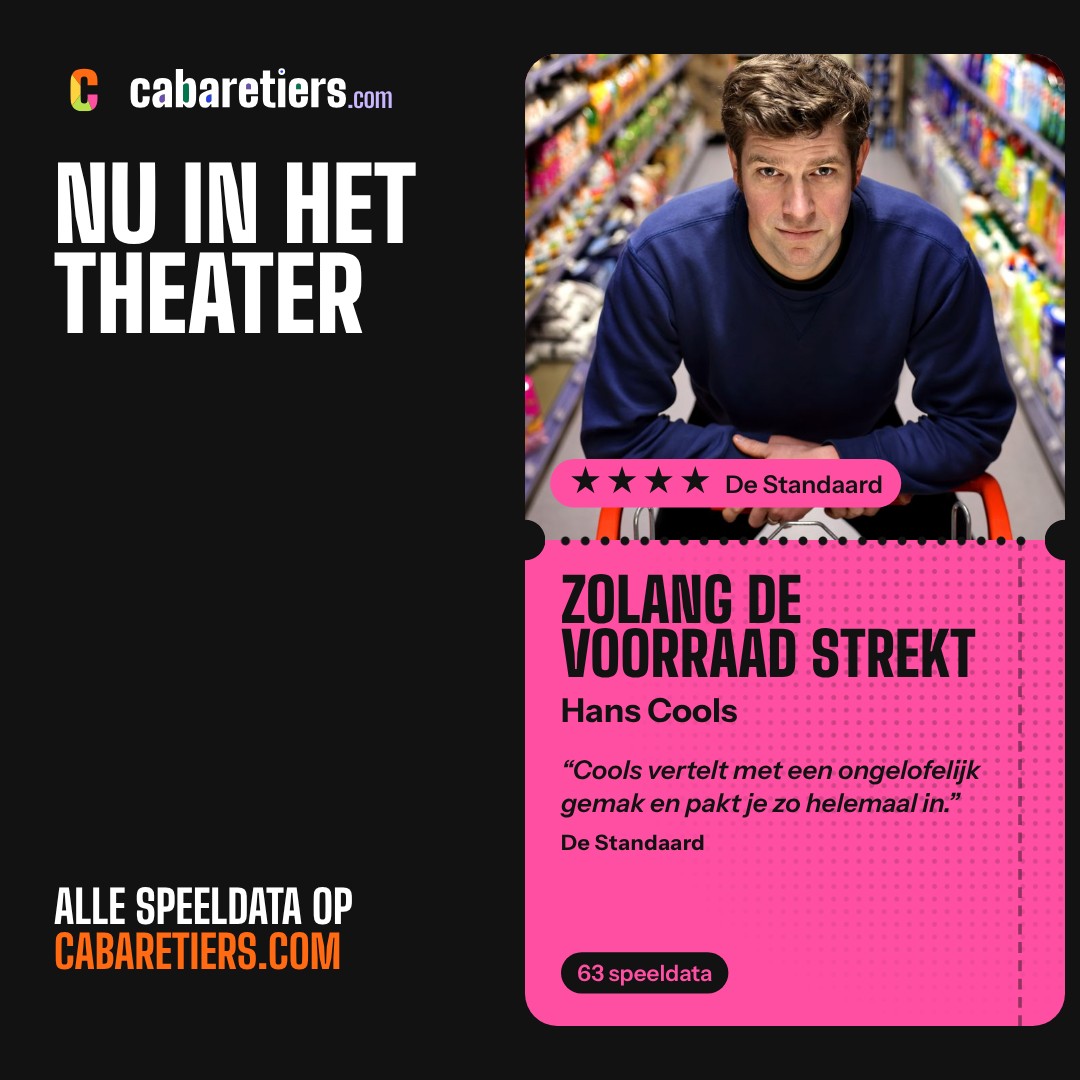 cabaretiers.com
NU IN HET
THEATER
★★★★ De Standaard
ZOLANG DE
VOORRAAD STREKT
Hans Cools
“Cools vertelt met een ongelofelijk
gemak en pakt je zo helemaal in.”
De Standaard
63 speeldata
ALLE SPEELDATA OP
CABARETIERS.COM